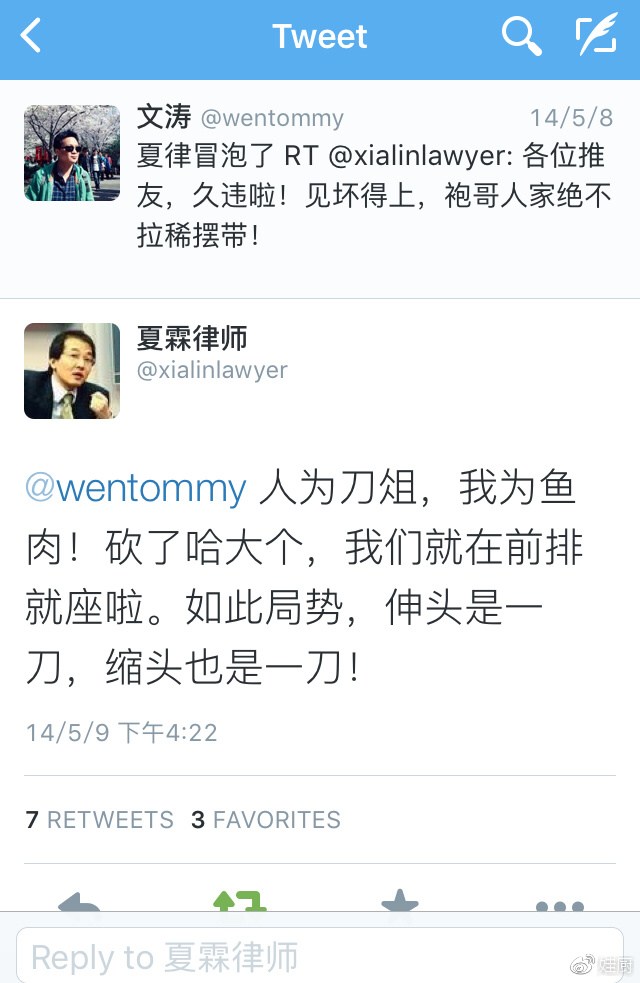 Tweet
文涛 @wentommy 14/5/8
夏律冒泡了 RT @xialinlawyer: 各位推
友，久违啦！见坏得上，袍哥人家绝不
拉稀摆带！
夏霖律师
@xialinlawyer
@wentommy 人为刀俎，我为鱼
肉！砍了哈大个，我们就在前排
就座啦。如此局势，伸头是一
刀，缩头也是一刀！
14/5/9 下午4:22
7 RETWEETS 3 FAVORITES
Reply to 夏霖律师